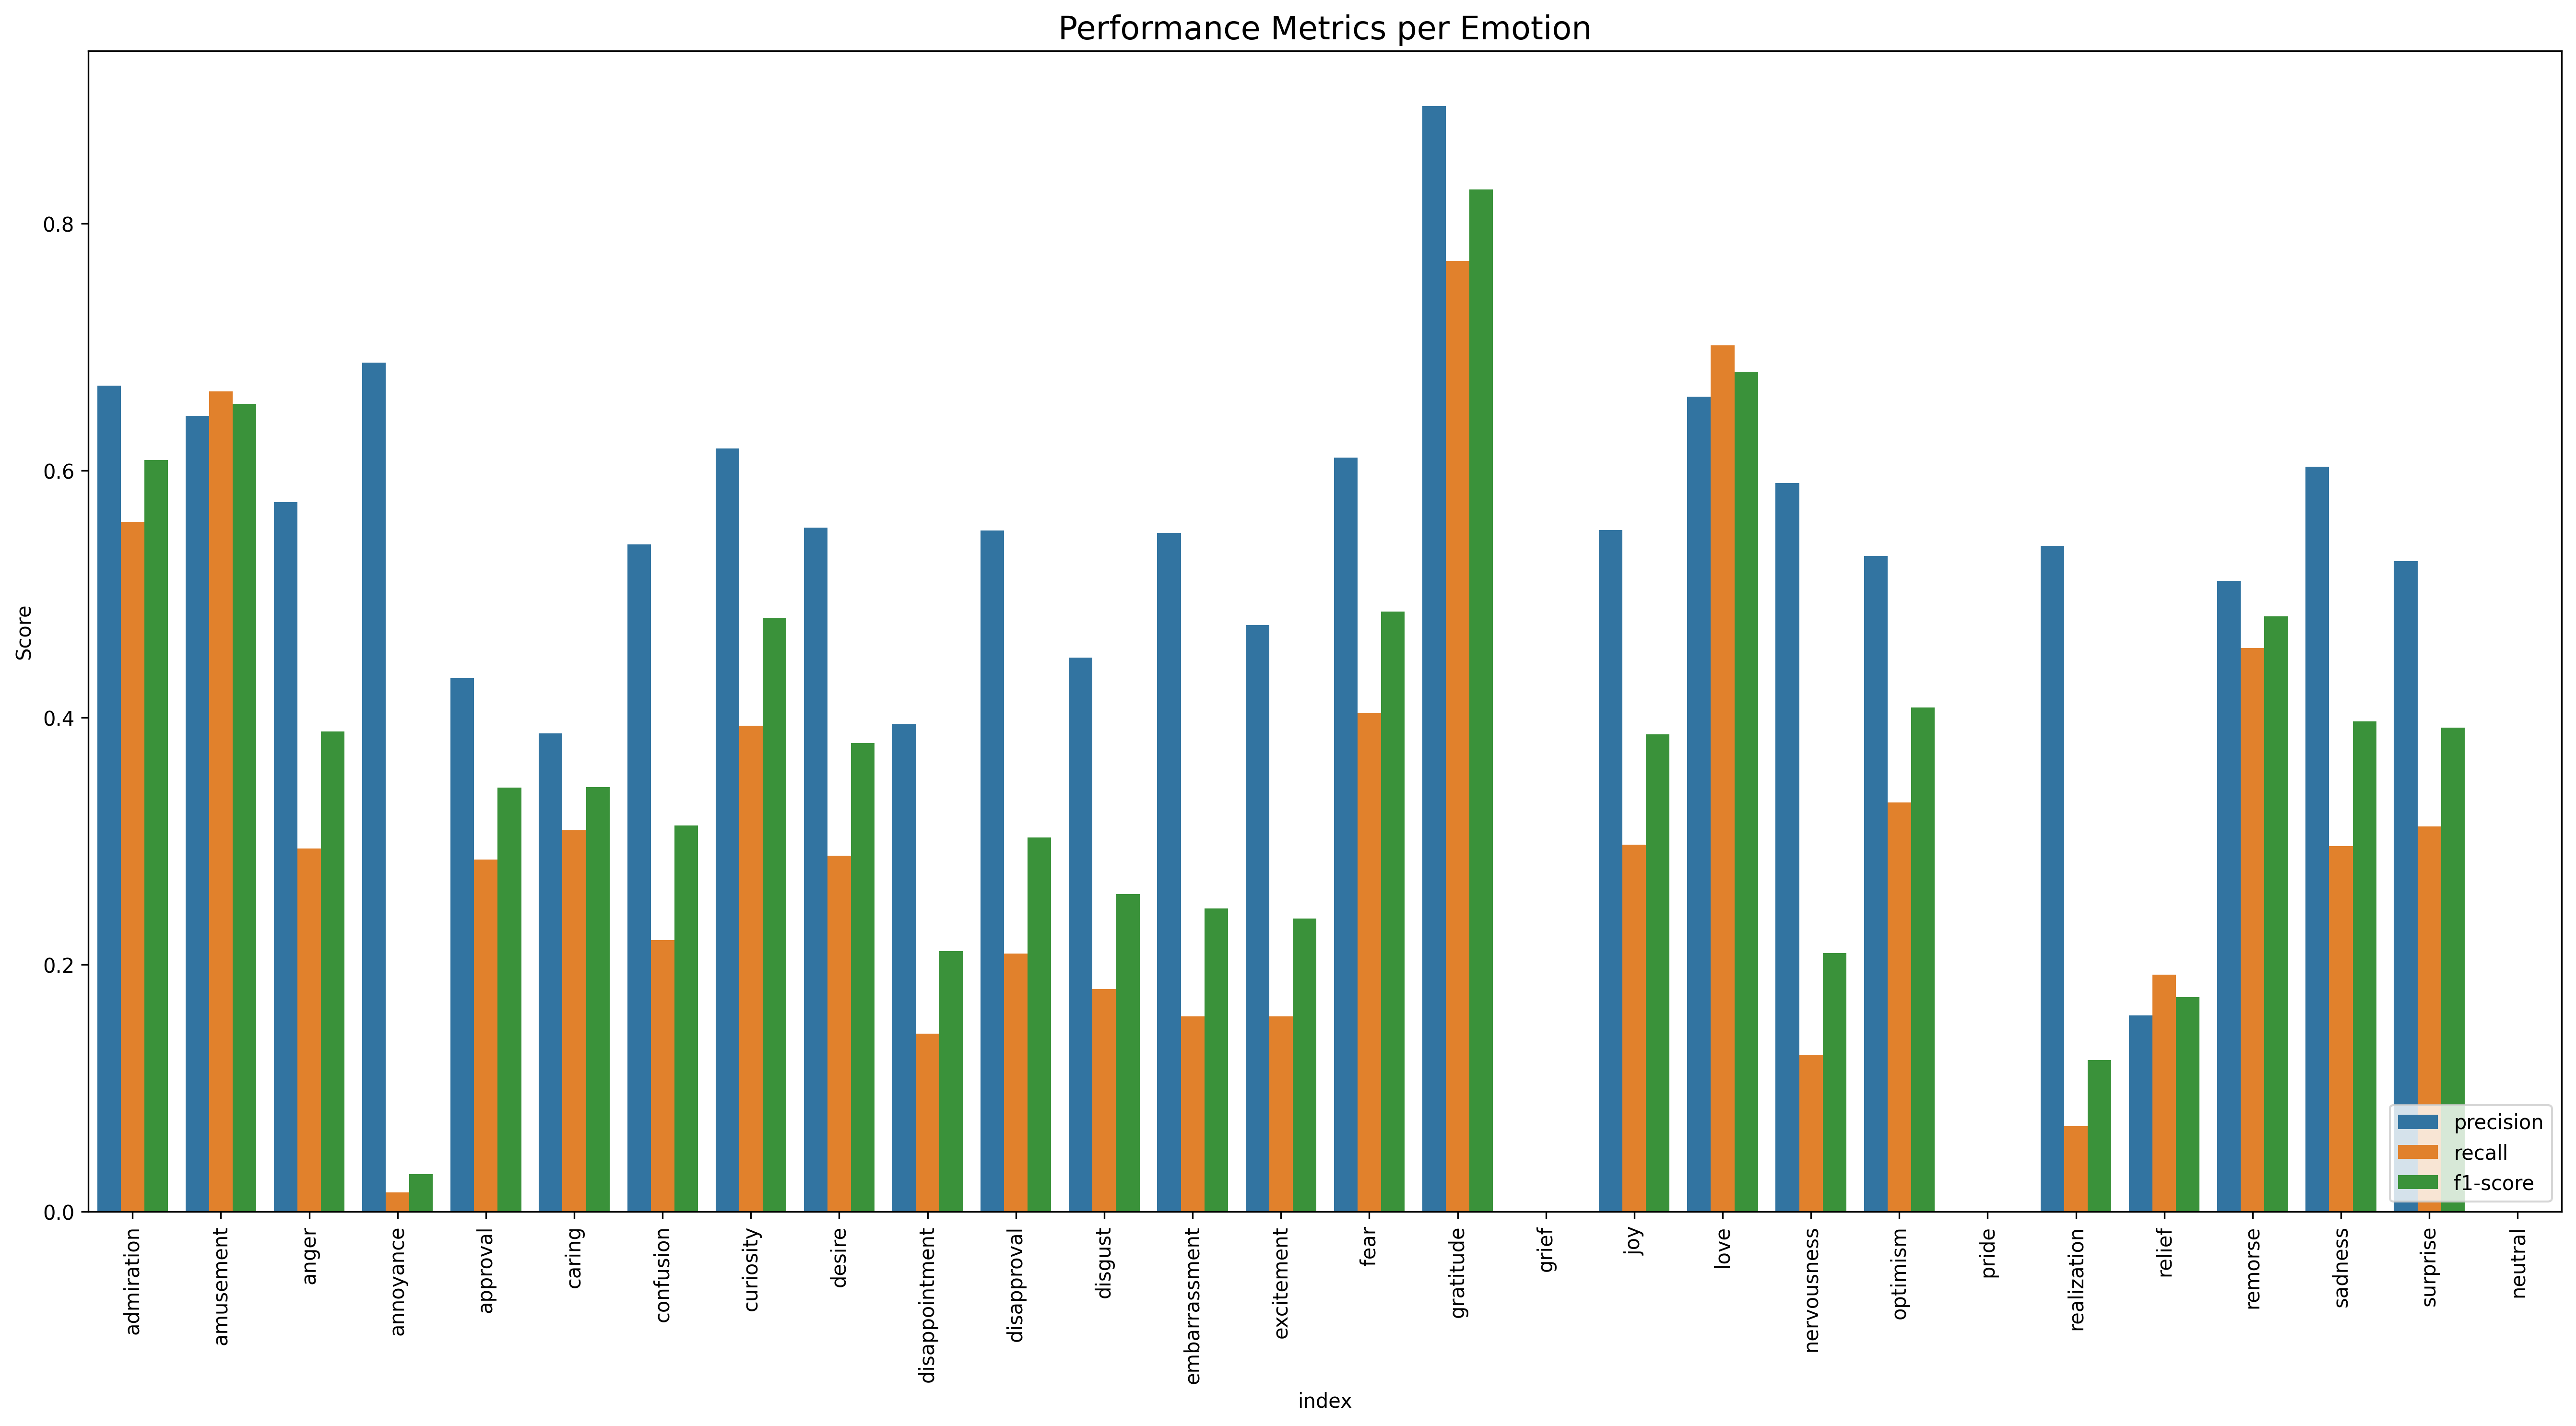 Performance Metrics per Emotion
Score
0.8
0.6
0.4
0.2
0.0
admiration
amusement
anger
annoyance
approval
caring
confusion
curiosity
desire
disappointment
disapproval
disgust
embarrassment
excitement
fear
gratitude
grief
joy
love
nervousness
optimism
pride
realization
relief
remorse
sadness
surprise
neutral
index
precision
recall
f1-score